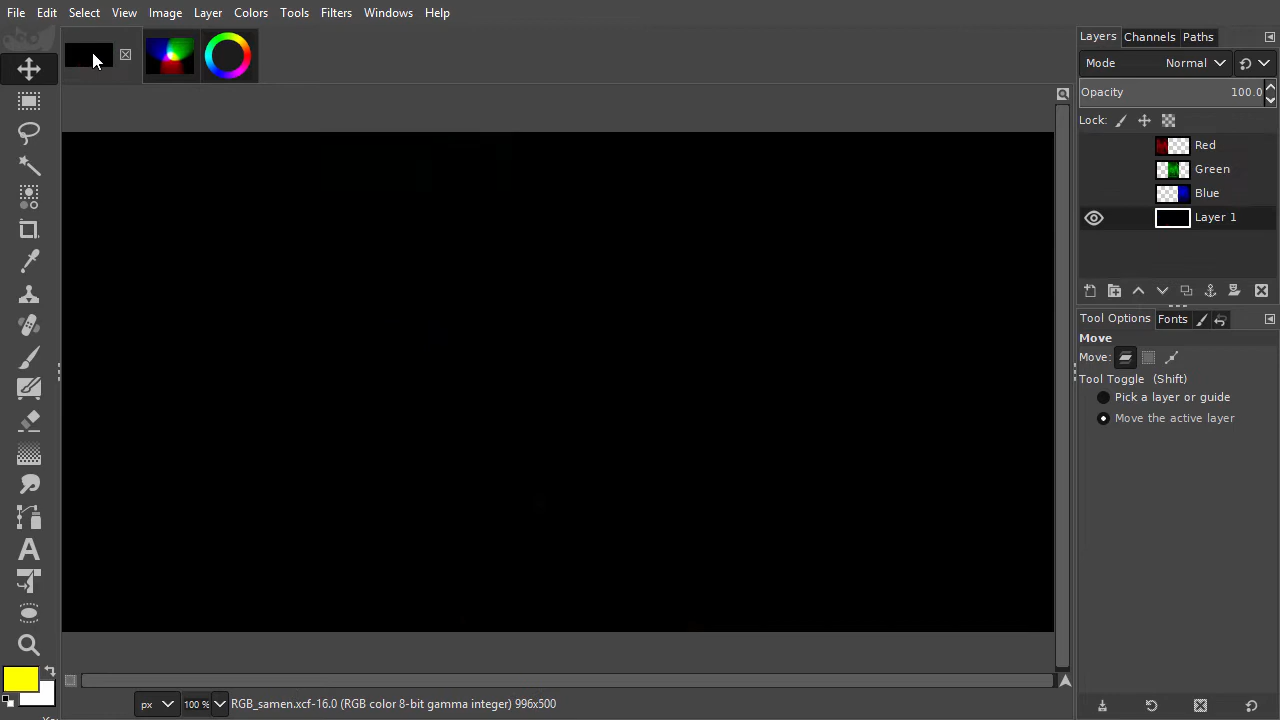 File Edit Select View Image Layer Colors Tools Filters Windows Help
Layers Channels Paths
Mode Normal
Opacity 100.0
Lock:
Red
Green
Blue
Layer 1
Tool Options Fonts
Move
Move:
Tool Toggle (Shift)
Pick a layer or guide
Move the active layer
px 100 % RGB_samen.xcf-16.0 (RGB color 8-bit gamma integer) 996x500